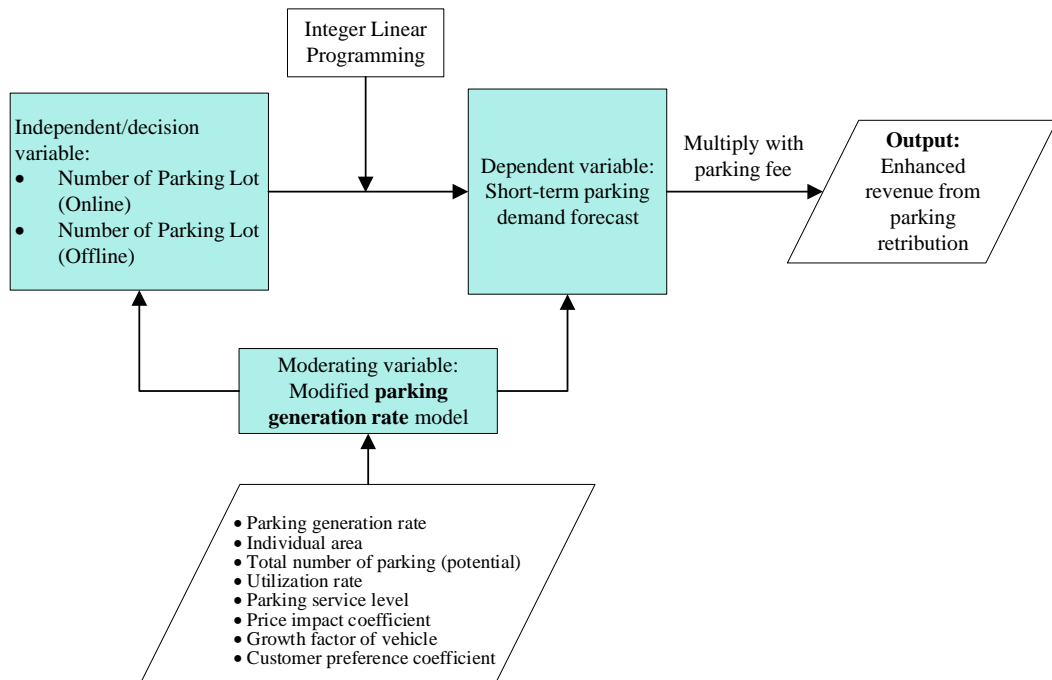 Integer Linear
Programming
Independent/decision
variable:
• Number of Parking Lot
(Online)
• Number of Parking Lot
(Offline)
Dependent variable:
Short-term parking
demand forecast
Multiply with
parking fee
Output:
Enhanced
revenue from
parking
retribution
Moderating variable:
Modified parking
generation rate model
• Parking generation rate
• Individual area
• Total number of parking (potential)
• Utilization rate
• Parking service level
• Price impact coefficient
• Growth factor of vehicle
• Customer preference coefficient